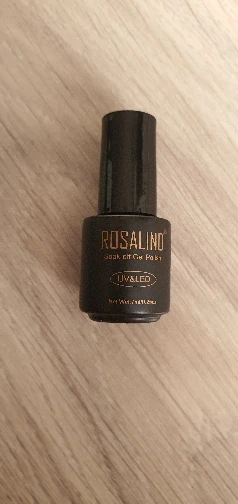 ROSALIND®
Soak off Gel Polish
UV&LED